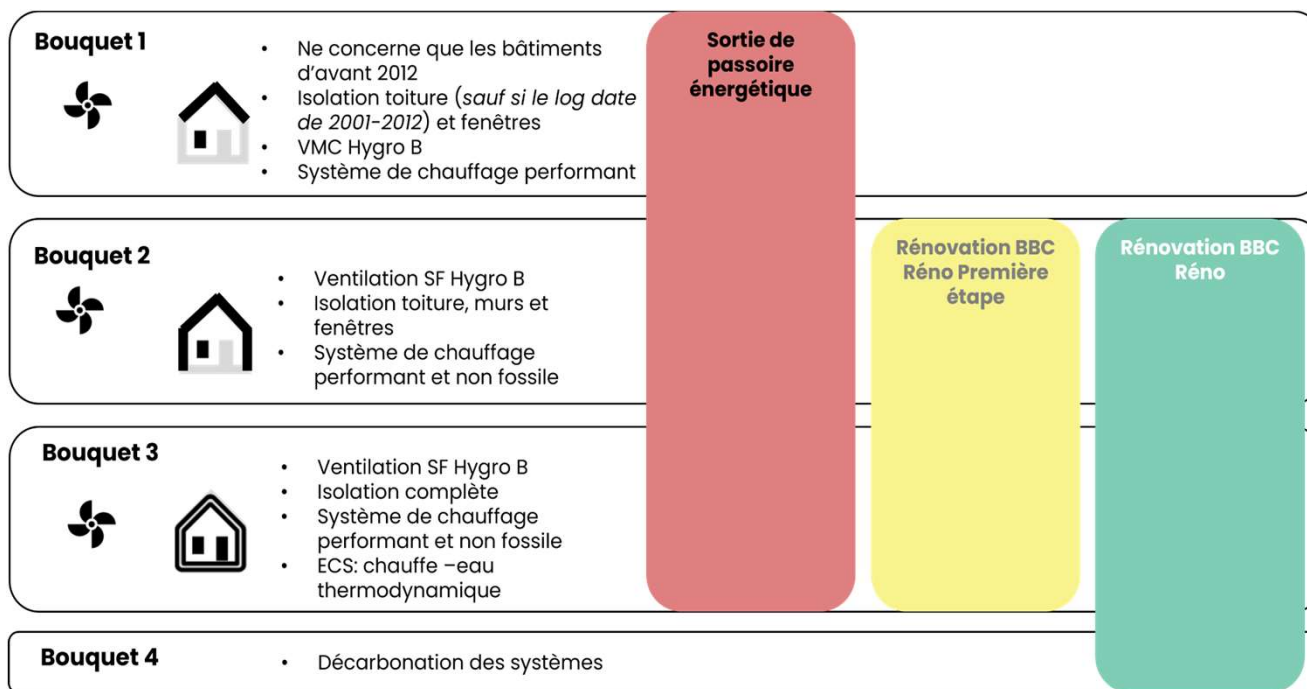 Bouquet 1
• Ne concerne que les bâtiments
d'avant 2012
• Isolation toiture (sauf si le log date
de 2001-2012) et fenêtres
• VMC Hygro B
• Système de chauffage performant
Sortie de
passoire
énergétique
Bouquet 2
• Ventilation SF Hygro B
• Isolation toiture, murs et
fenêtres
• Système de chauffage
performant et non fossile
Rénovation BBC
Réno Première
étape
Rénovation BBC
Réno
Bouquet 3
• Ventilation SF Hygro B
• Isolation complète
• Système de chauffage
performant et non fossile
• ECS: chauffe –eau
thermodynamique
Bouquet 4
• Décarbonation des systèmes